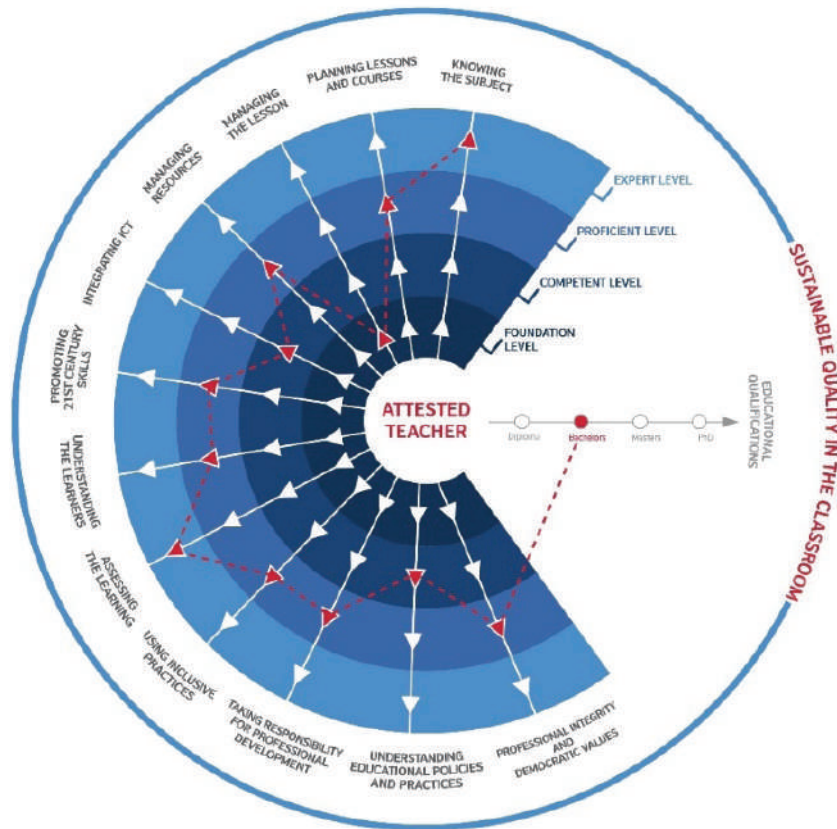 KNOWING
THE SUBJECT
PLANNING LESSONS
AND COURSES
MANAGING
THE LESSON
MANAGING
RESOURCES
INTEGRATING ICT
PROMOTING
21ST CENTURY
SKILLS
UNDERSTANDING
THE LEARNERS
ASSESSING
THE LEARNING
USING INCLUSIVE
PRACTICES
TAKING RESPONSIBILITY
FOR PROFESSIONAL
DEVELOPMENT
UNDERSTANDING
EDUCATIONAL POLICIES
AND PRACTICES
PROFESSIONAL INTEGRITY
AND
DEMOCRATIC VALUES
EXPERT LEVEL
PROFICIENT LEVEL
COMPETENT LEVEL
FOUNDATION
LEVEL
ATTESTED
TEACHER
Diploma
Bachelors
Masters
PhD
EDUCATIONAL
QUALIFICATIONS
SUSTAINABLE QUALITY IN THE CLASSROOM